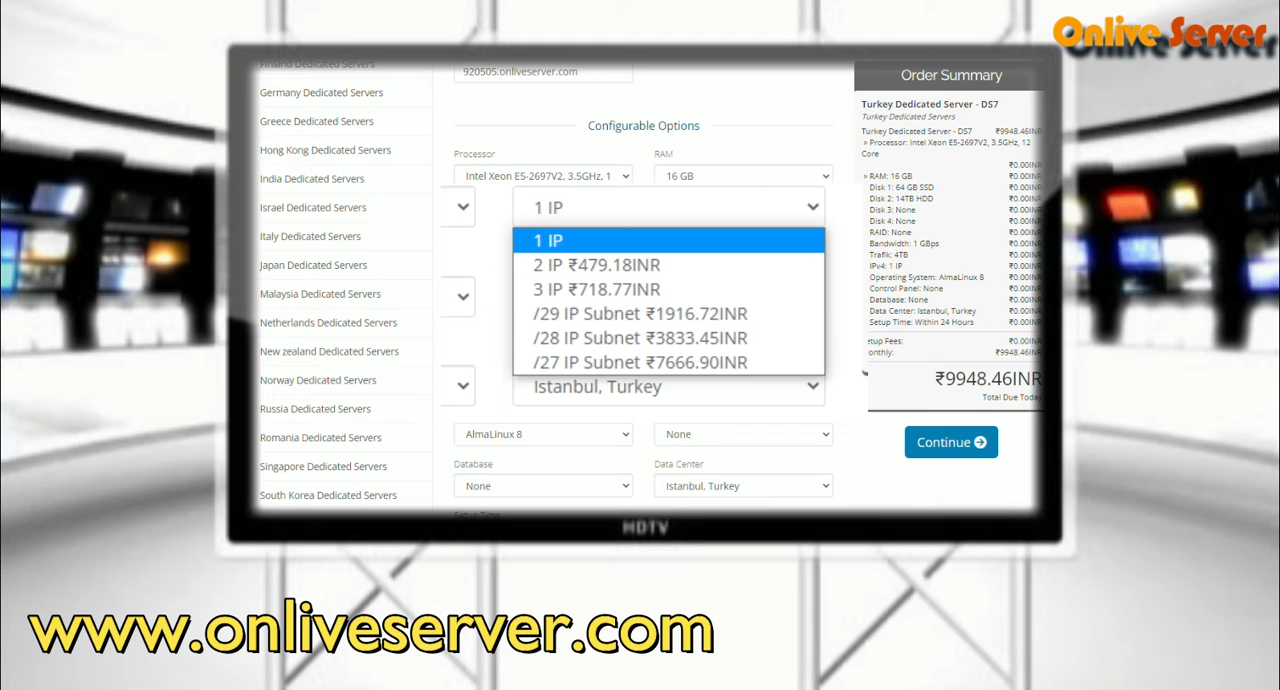 Onlive Server
Finland Dedicated Servers
Germany Dedicated Servers
Greece Dedicated Servers
Hong Kong Dedicated Servers
India Dedicated Servers
Israel Dedicated Servers
Italy Dedicated Servers
Japan Dedicated Servers
Malaysia Dedicated Servers
Netherlands Dedicated Servers
New zealand Dedicated Servers
Norway Dedicated Servers
Russia Dedicated Servers
Romania Dedicated Servers
Singapore Dedicated Servers
South Korea Dedicated Servers
920505.onliveserver.com
Configurable Options
Processor RAM
Intel Xeon E5-2697V2, 3.5GHz, 1 16 GB
1 IP
1 IP
2 IP ₹479.18INR
3 IP ₹718.77INR
/29 IP Subnet ₹1916.72INR
/28 IP Subnet ₹3833.45INR
/27 IP Subnet ₹7666.90INR
Istanbul, Turkey
AlmaLinux 8 None
Database Data Center
None Istanbul, Turkey
Setup Time
Order Summary
Turkey Dedicated Server - DS7
Turkey Dedicated Servers
Turkey Dedicated Server - DS7 ₹9948.46INR
» Processor: Intel Xeon E5-2697V2, 3.5GHz, 12
Core
₹0.00INR
» RAM: 16 GB ₹0.00INR
Disk 1: 64 GB SSD ₹0.00INR
Disk 2: 14TB HDD ₹0.00INR
Disk 3: None ₹0.00INR
Disk 4: None ₹0.00INR
RAID: None ₹0.00INR
Bandwidth: 1 GBps ₹0.00INR
Trafik: 4TB ₹0.00INR
IPv4: 1 IP ₹0.00INR
Operating System: AlmaLinux 8 ₹0.00INR
Control Panel: None ₹0.00INR
Database: None ₹0.00INR
Data Center: Istanbul, Turkey ₹0.00INR
Setup Time: Within 24 Hours ₹0.00INR
etup Fees: ₹0.00INR
onthly: ₹9948.46INR
₹9948.46INR
Total Due Today
Continue
HDTV
www.onliveserver.com